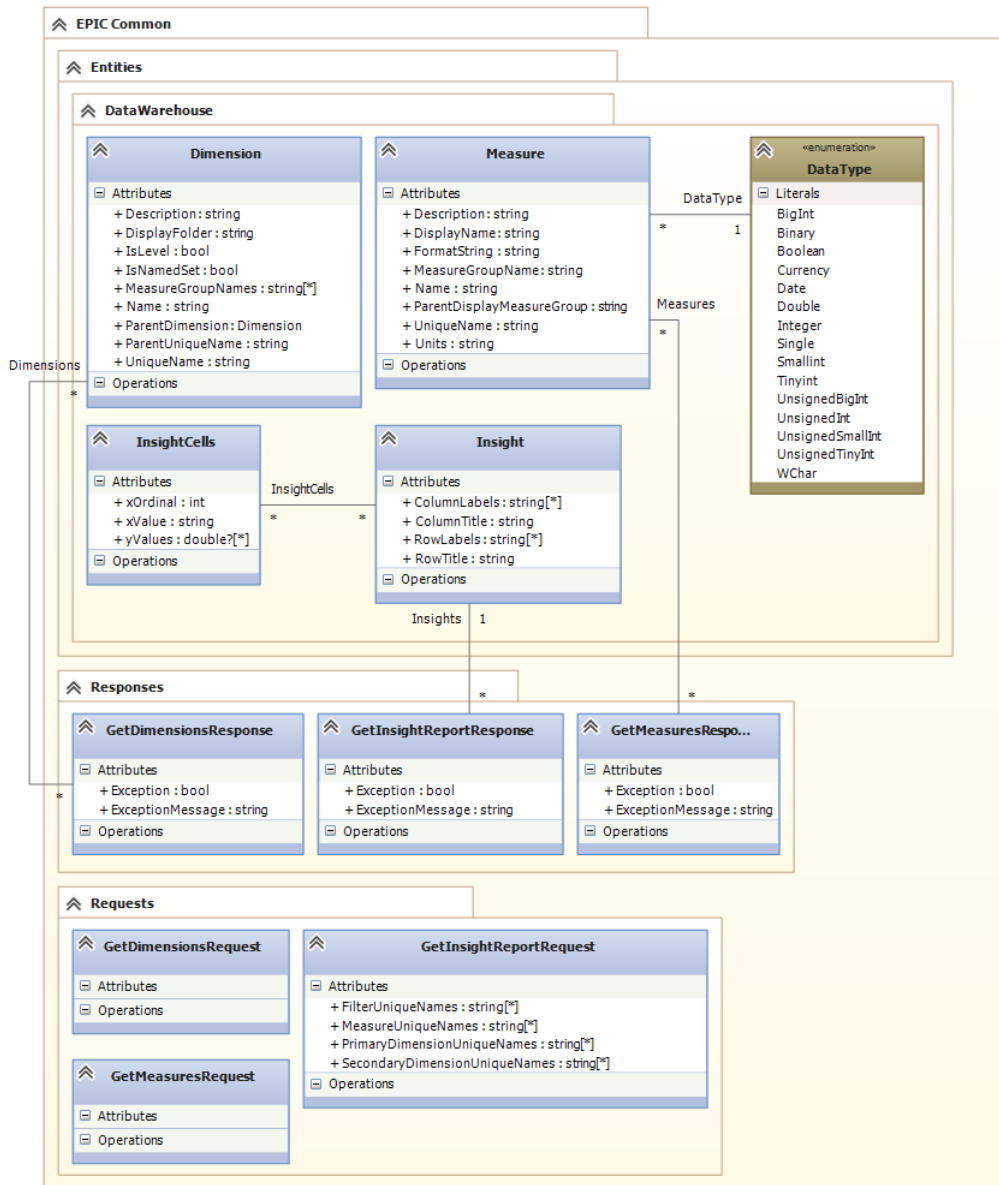 EPIC Common
Entities
DataWarehouse
Dimension
Attributes
+ Description : string
+ DisplayFolder : string
+ IsLevel : bool
+ IsNamedSet : bool
+ MeasureGroupNames : string[*]
+ Name : string
+ ParentDimension : Dimension
+ ParentUniqueName : string
+ UniqueName : string
Operations
Measure
Attributes
+ Description : string
+ DisplayName : string
+ FormatString : string
+ MeasureGroupName : string
+ Name : string
+ ParentDisplayMeasureGroup : string
+ UniqueName : string
+ Units : string
Operations
DataType
* 1
«enumeration»
DataType
Literals
BigInt
Binary
Boolean
Currency
Date
Double
Integer
Single
Smallint
Tinyint
UnsignedBigInt
UnsignedInt
UnsignedSmallInt
UnsignedTinyInt
WChar
Measures
*
Dimensions
*
InsightCells
Attributes
+ xOrdinal : int
+ xValue : string
+ yValues : double?[*]
Operations
InsightCells
* *
Insight
Attributes
+ ColumnLabels : string[*]
+ ColumnTitle : string
+ RowLabels : string[*]
+ RowTitle : string
Operations
Insights 1
Responses
* *
GetDimensionsResponse
Attributes
+ Exception : bool
+ ExceptionMessage : string
Operations
*
GetInsightReportResponse
Attributes
+ Exception : bool
+ ExceptionMessage : string
Operations
GetMeasuresRespo...
Attributes
+ Exception : bool
+ ExceptionMessage : string
Operations
Requests
GetDimensionsRequest
Attributes
Operations
GetInsightReportRequest
Attributes
+ FilterUniqueNames : string[*]
+ MeasureUniqueNames : string[*]
+ PrimaryDimensionUniqueNames : string[*]
+ SecondaryDimensionUniqueNames : string[*]
Operations
GetMeasuresRequest
Attributes
Operations